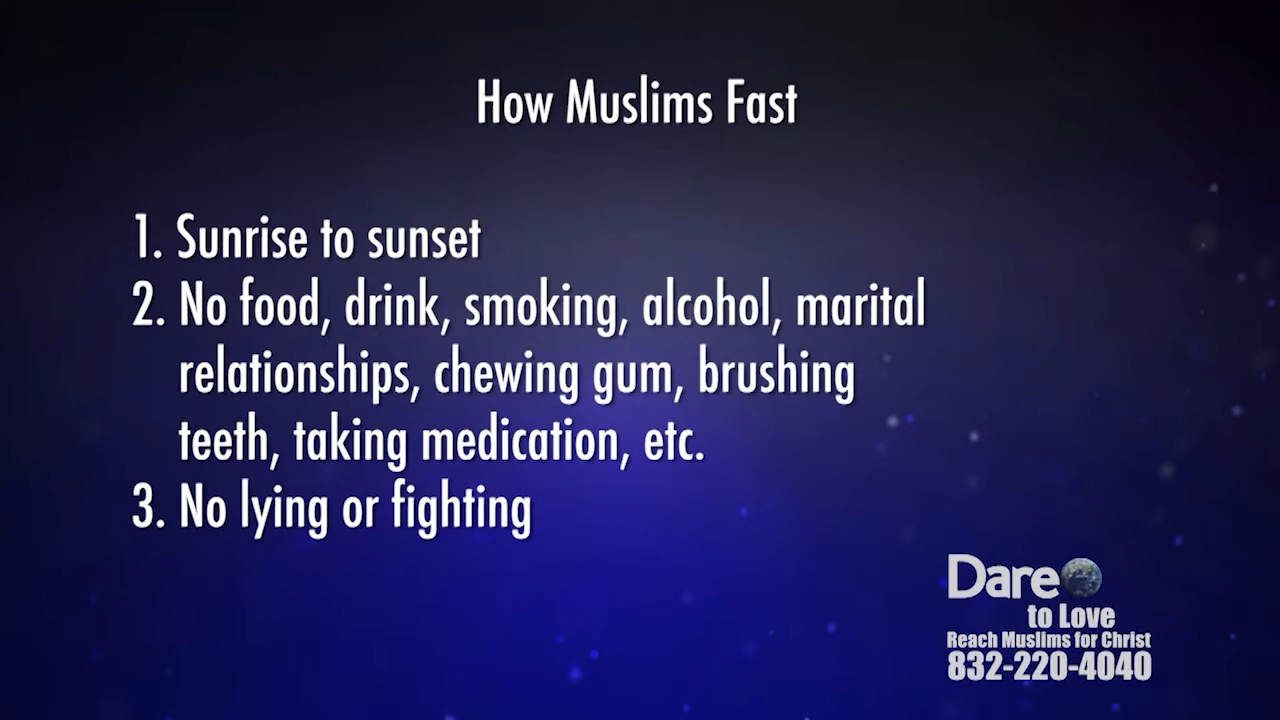 How Muslims Fast
1. Sunrise to sunset
2. No food, drink, smoking, alcohol, marital
relationships, chewing gum, brushing
teeth, taking medication, etc.
3. No lying or fighting
Dare
to Love
Reach Muslims for Christ
832-220-4040